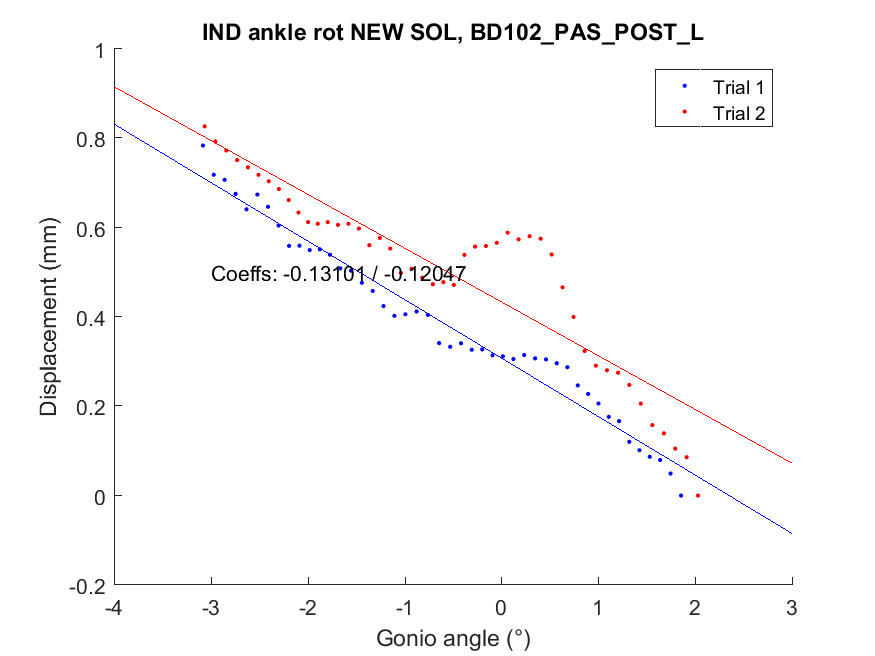 IND ankle rot NEW SOL, BD102_PAS_POST_L
1
Trial 1
Trial 2
0.8
0.6
Coeffs: -0.13101 / -0.12047
0.4
0.2
0
-0.2
Displacement (mm)
-4 -3 -2 -1 0 1 2 3
Gonio angle (°)